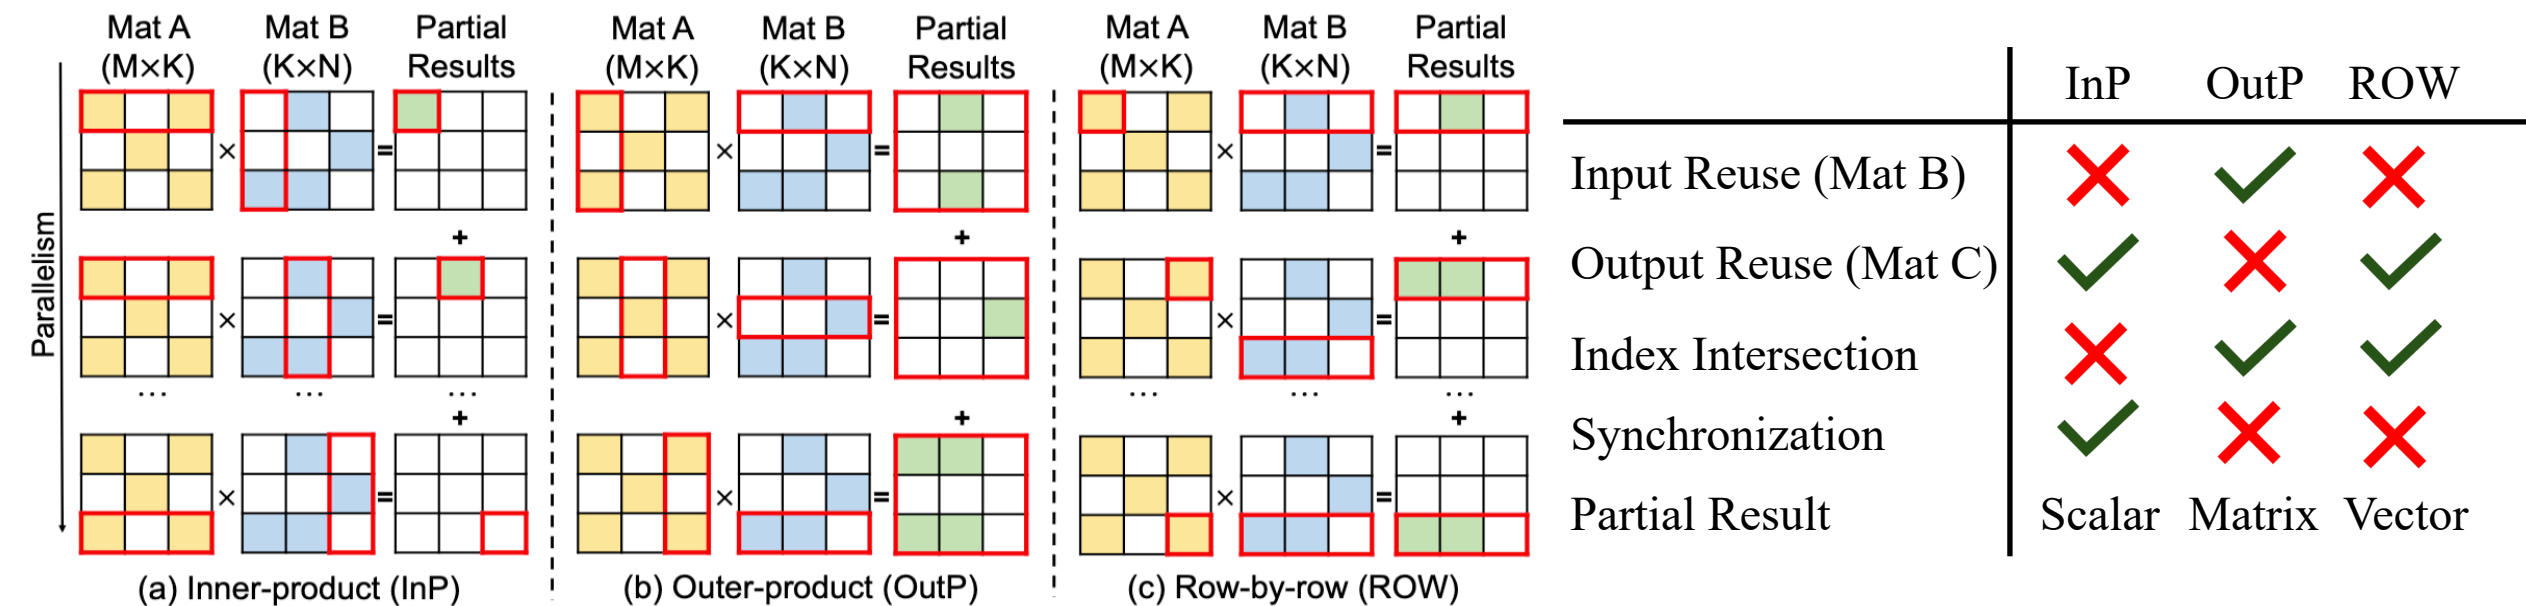 Mat A
(M×K)
Mat B
(K×N)
Partial
Results
Mat A
(M×K)
Mat B
(K×N)
Partial
Results
Mat A
(M×K)
Mat B
(K×N)
Partial
Results
Parallelism
×
=
×
=
×
=
+
+
+
×
=
×
=
×
=
...
...
...
...
...
...
+
+
+
×
=
×
=
×
=
(a) Inner-product (InP)
(b) Outer-product (OutP)
(c) Row-by-row (ROW)
InP OutP ROW
Input Reuse (Mat B)
Output Reuse (Mat C)
Index Intersection
Synchronization
Partial Result Scalar Matrix Vector